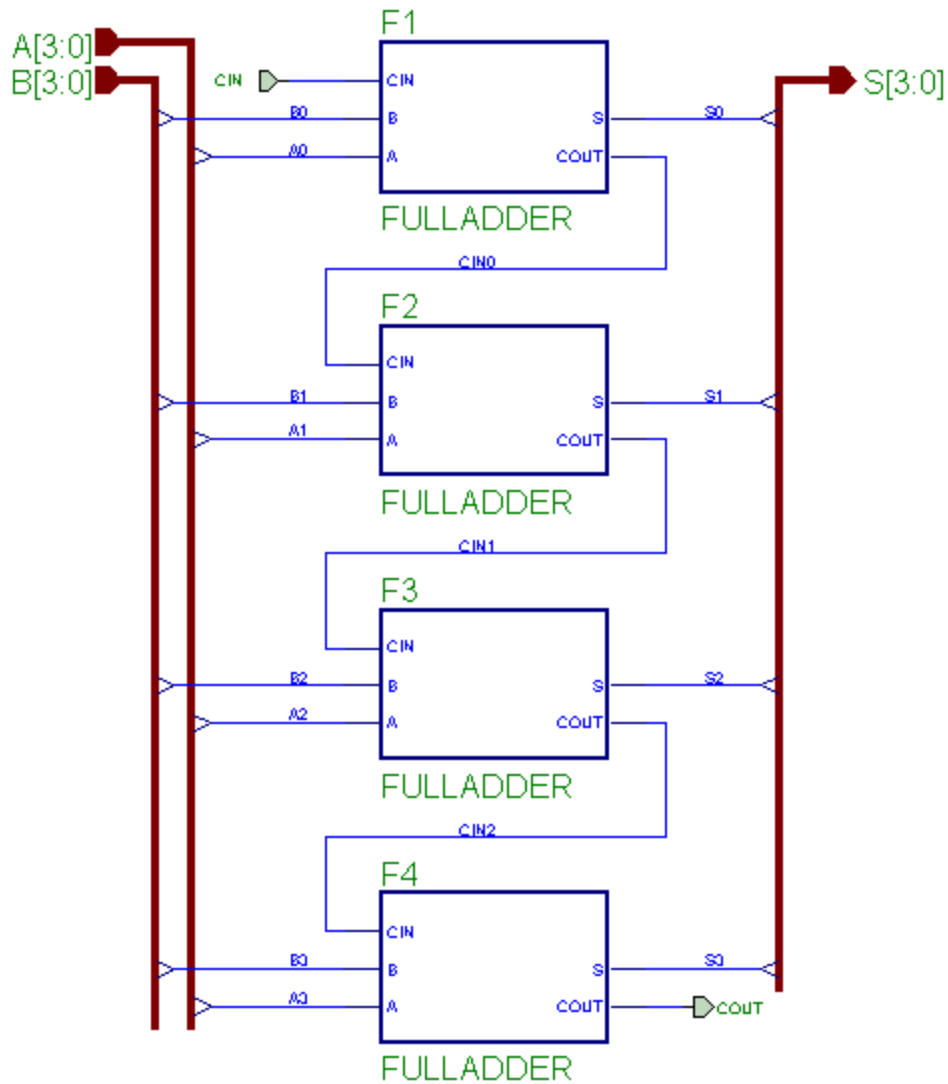 F1
A[3:0]
B[3:0]
CIN
CIN
S[3:0]
B0
B
S
S0
A0
A
COUT
FULLADDER
CIN0
F2
CIN
B1
B
S
S1
A1
A
COUT
FULLADDER
CIN1
F3
CIN
B2
B
S
S2
A2
A
COUT
FULLADDER
CIN2
F4
CIN
B3
B
S
S3
A3
A
COUT
COUT
FULLADDER